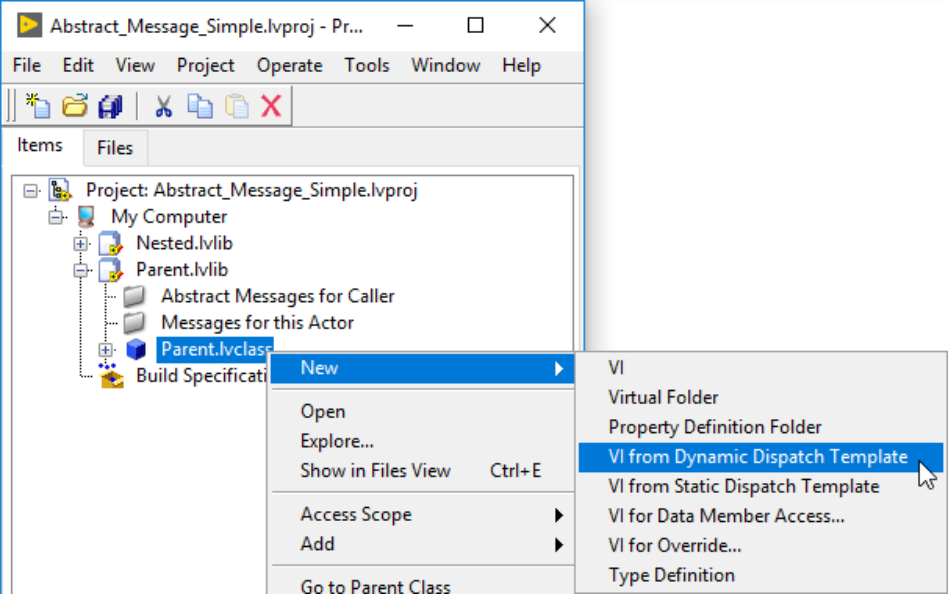 Abstract_Message_Simple.lvproj - Pr...
File Edit View Project Operate Tools Window Help
Items Files
Project: Abstract_Message_Simple.lvproj
My Computer
Nested.lvlib
Parent.lvlib
Abstract Messages for Caller
Messages for this Actor
Parent.lvclass
Build Specificati
New
Open
Explore...
Show in Files View Ctrl+E
Access Scope
Add
Go to Parent Class
VI
Virtual Folder
Property Definition Folder
VI from Dynamic Dispatch Template
VI from Static Dispatch Template
VI for Data Member Access...
VI for Override...
Type Definition